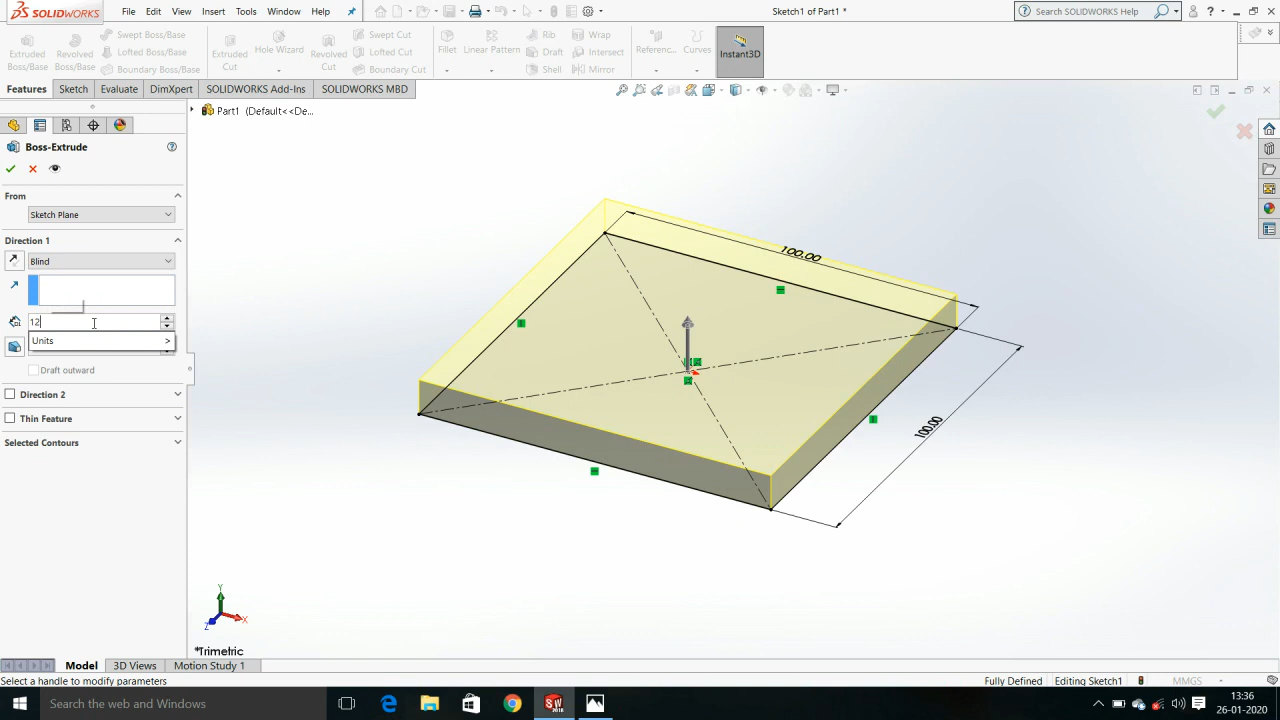 SOLIDWORKS File Edit View Insert Tools Window Help Sketch1 of Part1 * Search SOLIDWORKS Help
Extruded Boss/Base
Revolved Boss/Base
Swept Boss/Base
Lofted Boss/Base
Boundary Boss/Base
Extruded Cut
Hole Wizard
Revolved Cut
Swept Cut
Lofted Cut
Boundary Cut
Fillet
Linear Pattern
Rib
Draft
Shell
Wrap
Intersect
Mirror
Referenc...
Curves
Instant3D
Features Sketch Evaluate DimXpert SOLIDWORKS Add-Ins SOLIDWORKS MBD
Part1 (Default<<De...
Boss-Extrude
From
Sketch Plane
Direction 1
Blind
12
Units >
Draft outward
Direction 2
Thin Feature
Selected Contours
100.00
100.00
Y
X
Z
*Trimetric
Model 3D Views Motion Study 1
Select a handle to modify parameters Fully Defined Editing Sketch1 MMGS
Search the web and Windows
13:36
26-01-2020